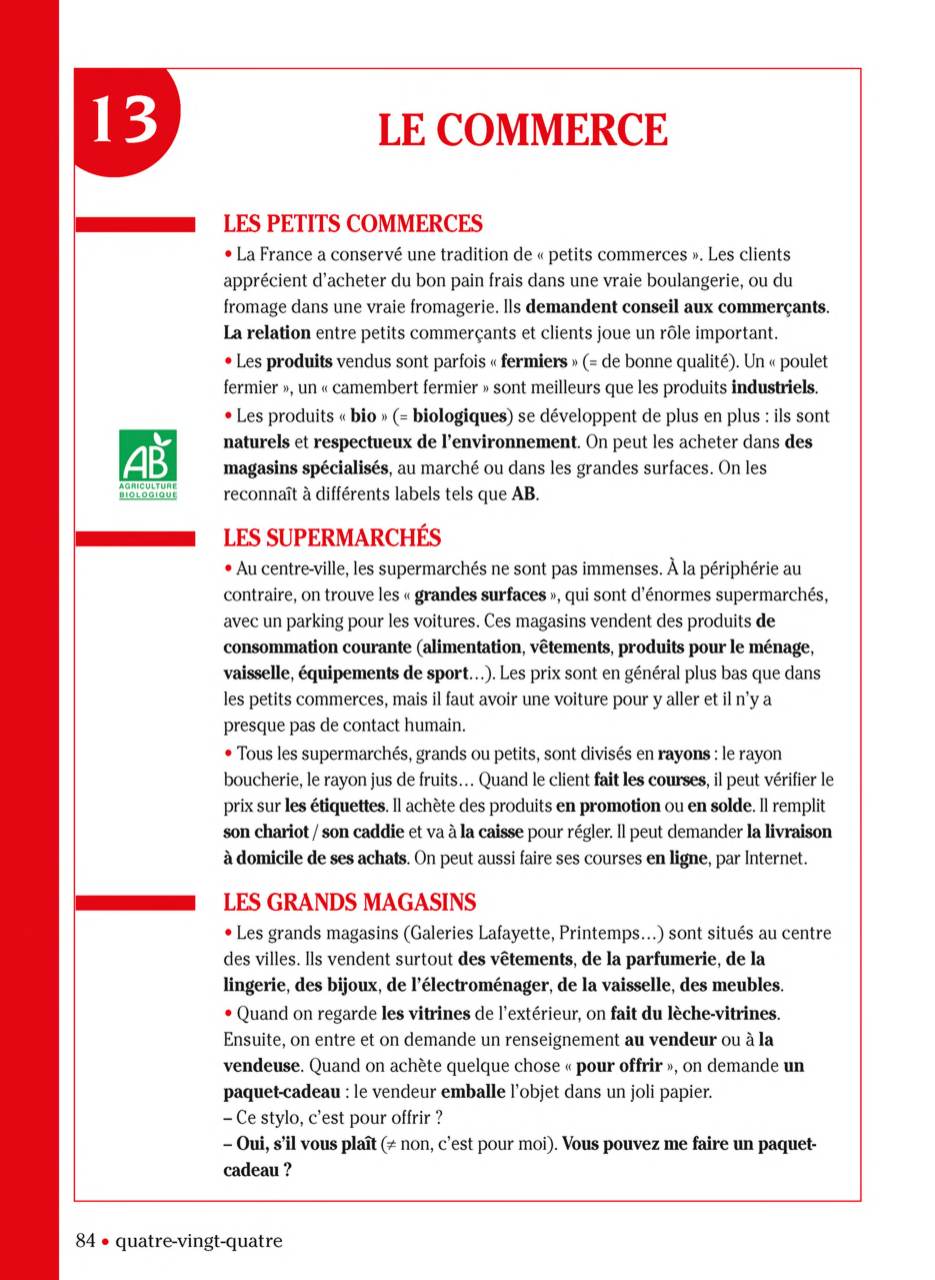 13
LE COMMERCE
LES PETITS COMMERCES
• La France a conservé une tradition de « petits commerces ». Les clients
apprécient d’acheter du bon pain frais dans une vraie boulangerie, ou du
fromage dans une vraie fromagerie. Ils demandent conseil aux commerçants.
La relation entre petits commerçants et clients joue un rôle important.
• Les produits vendus sont parfois « fermiers » (= de bonne qualité). Un « poulet
fermier », un « camembert fermier » sont meilleurs que les produits industriels.
• Les produits « bio » (= biologiques) se développent de plus en plus : ils sont
naturels et respectueux de l’environnement. On peut les acheter dans des
magasins spécialisés, au marché ou dans les grandes surfaces. On les
reconnaît à différents labels tels que AB.
AB
AGRICULTURE
BIOLOGIQUE
LES SUPERMARCHÉS
• Au centre-ville, les supermarchés ne sont pas immenses. À la périphérie au
contraire, on trouve les « grandes surfaces », qui sont d’énormes supermarchés,
avec un parking pour les voitures. Ces magasins vendent des produits de
consommation courante (alimentation, vêtements, produits pour le ménage,
vaisselle, équipements de sport…). Les prix sont en général plus bas que dans
les petits commerces, mais il faut avoir une voiture pour y aller et il n’y a
presque pas de contact humain.
• Tous les supermarchés, grands ou petits, sont divisés en rayons : le rayon
boucherie, le rayon jus de fruits… Quand le client fait les courses, il peut vérifier le
prix sur les étiquettes. Il achète des produits en promotion ou en solde. Il remplit
son chariot / son caddie et va à la caisse pour régler. Il peut demander la livraison
à domicile de ses achats. On peut aussi faire ses courses en ligne, par Internet.
LES GRANDS MAGASINS
• Les grands magasins (Galeries Lafayette, Printemps…) sont situés au centre
des villes. Ils vendent surtout des vêtements, de la parfumerie, de la
lingerie, des bijoux, de l’électroménager, de la vaisselle, des meubles.
• Quand on regarde les vitrines de l’extérieur, on fait du lèche-vitrines.
Ensuite, on entre et on demande un renseignement au vendeur ou à la
vendeuse. Quand on achète quelque chose « pour offrir », on demande un
paquet-cadeau : le vendeur emballe l’objet dans un joli papier.
– Ce stylo, c’est pour offrir ?
– Oui, s’il vous plaît (≠ non, c’est pour moi). Vous pouvez me faire un paquet-
cadeau ?
84 • quatre-vingt-quatre